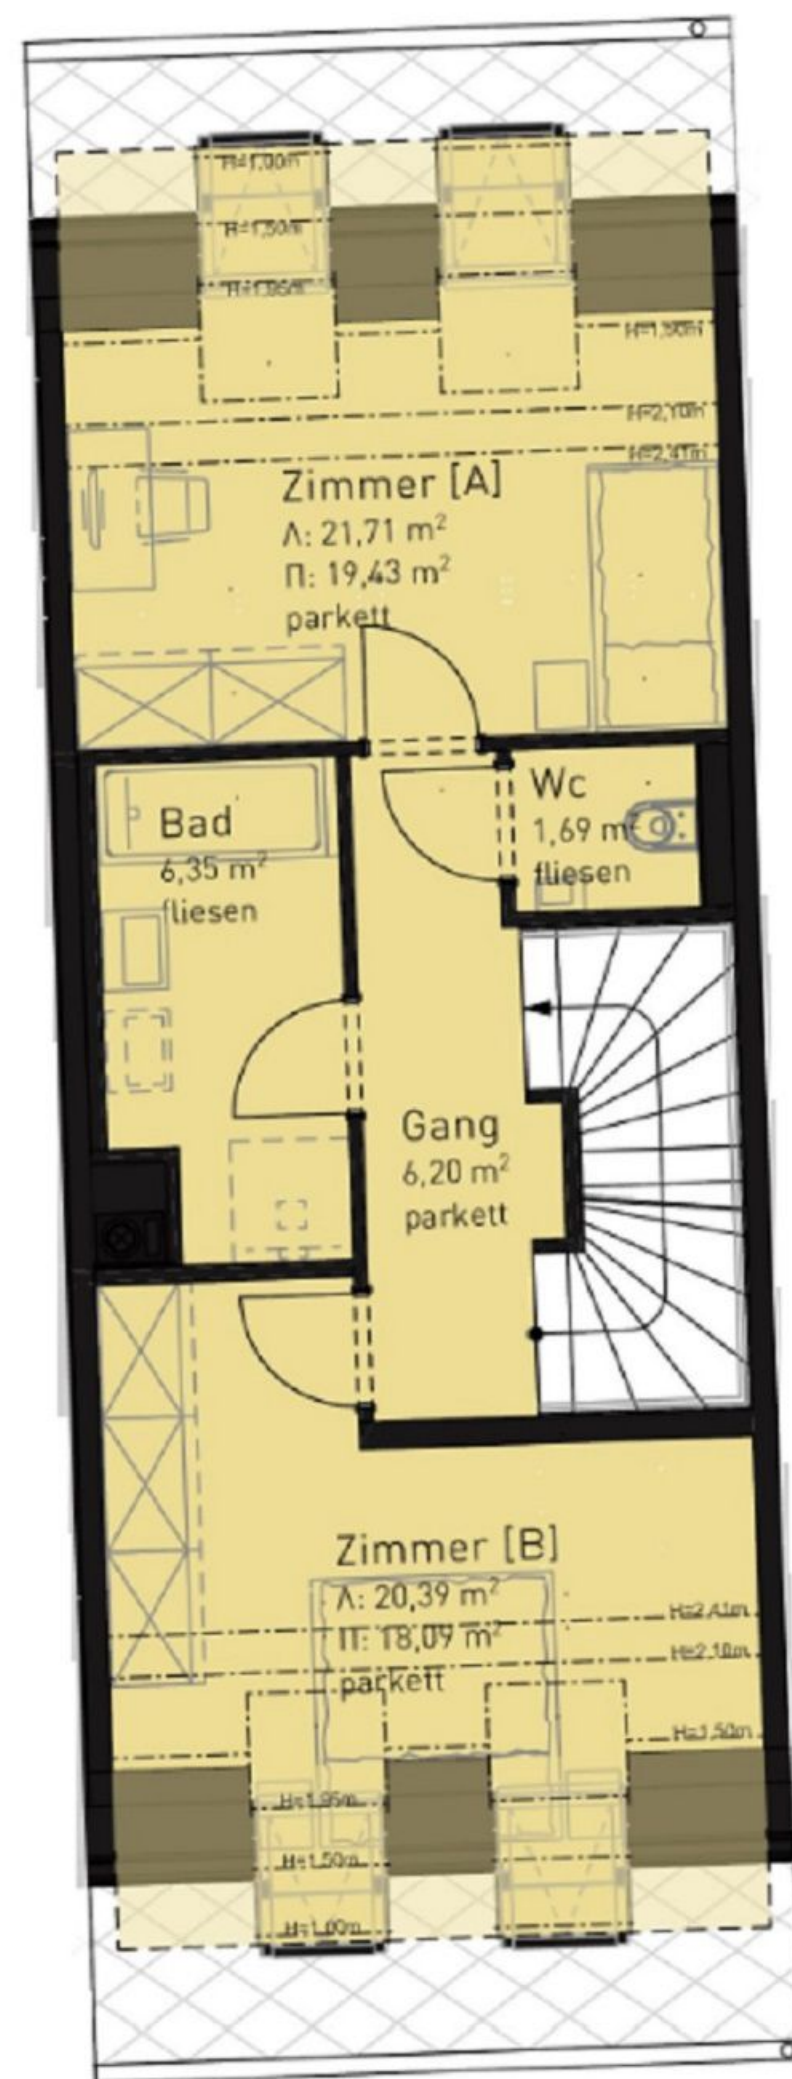 H=1,00m
H=1,50m
H=1,95m
H=1,50m
H=2,10m
H=2,41m
Zimmer [A]
Λ: 21,71 m²
Π: 19,43 m²
parkett
Wc
1,69 m²
fliesen
Bad
6,35 m²
fliesen
Gang
6,20 m²
parkett
Zimmer [B]
Λ: 20,39 m²
Π: 18,09 m²
parkett
H=2,41m
H=2,10m
H=1,50m
H=1,95m
H=1,50m
H=1,00m